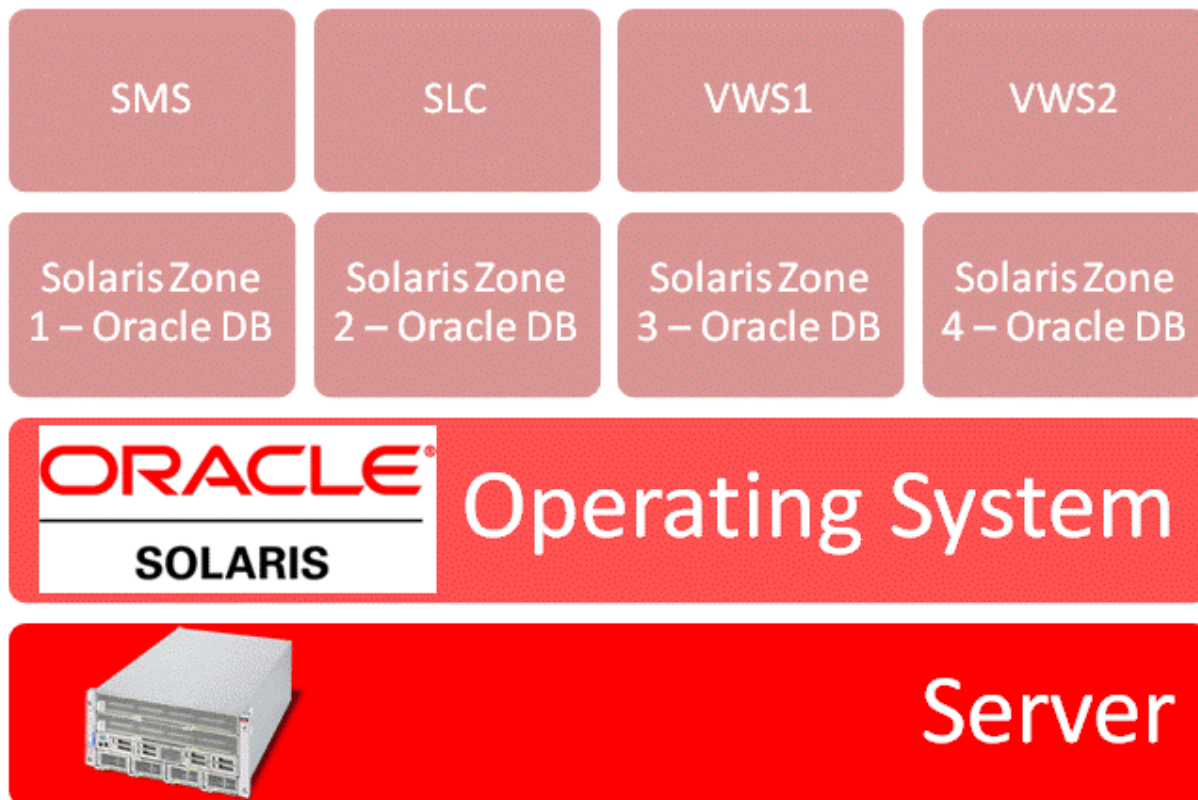 SMS
SLC
VWS1
VWS2
Solaris Zone
1 – Oracle DB
Solaris Zone
2 – Oracle DB
Solaris Zone
3 – Oracle DB
Solaris Zone
4 – Oracle DB
ORACLE®
SOLARIS
Operating System
Server